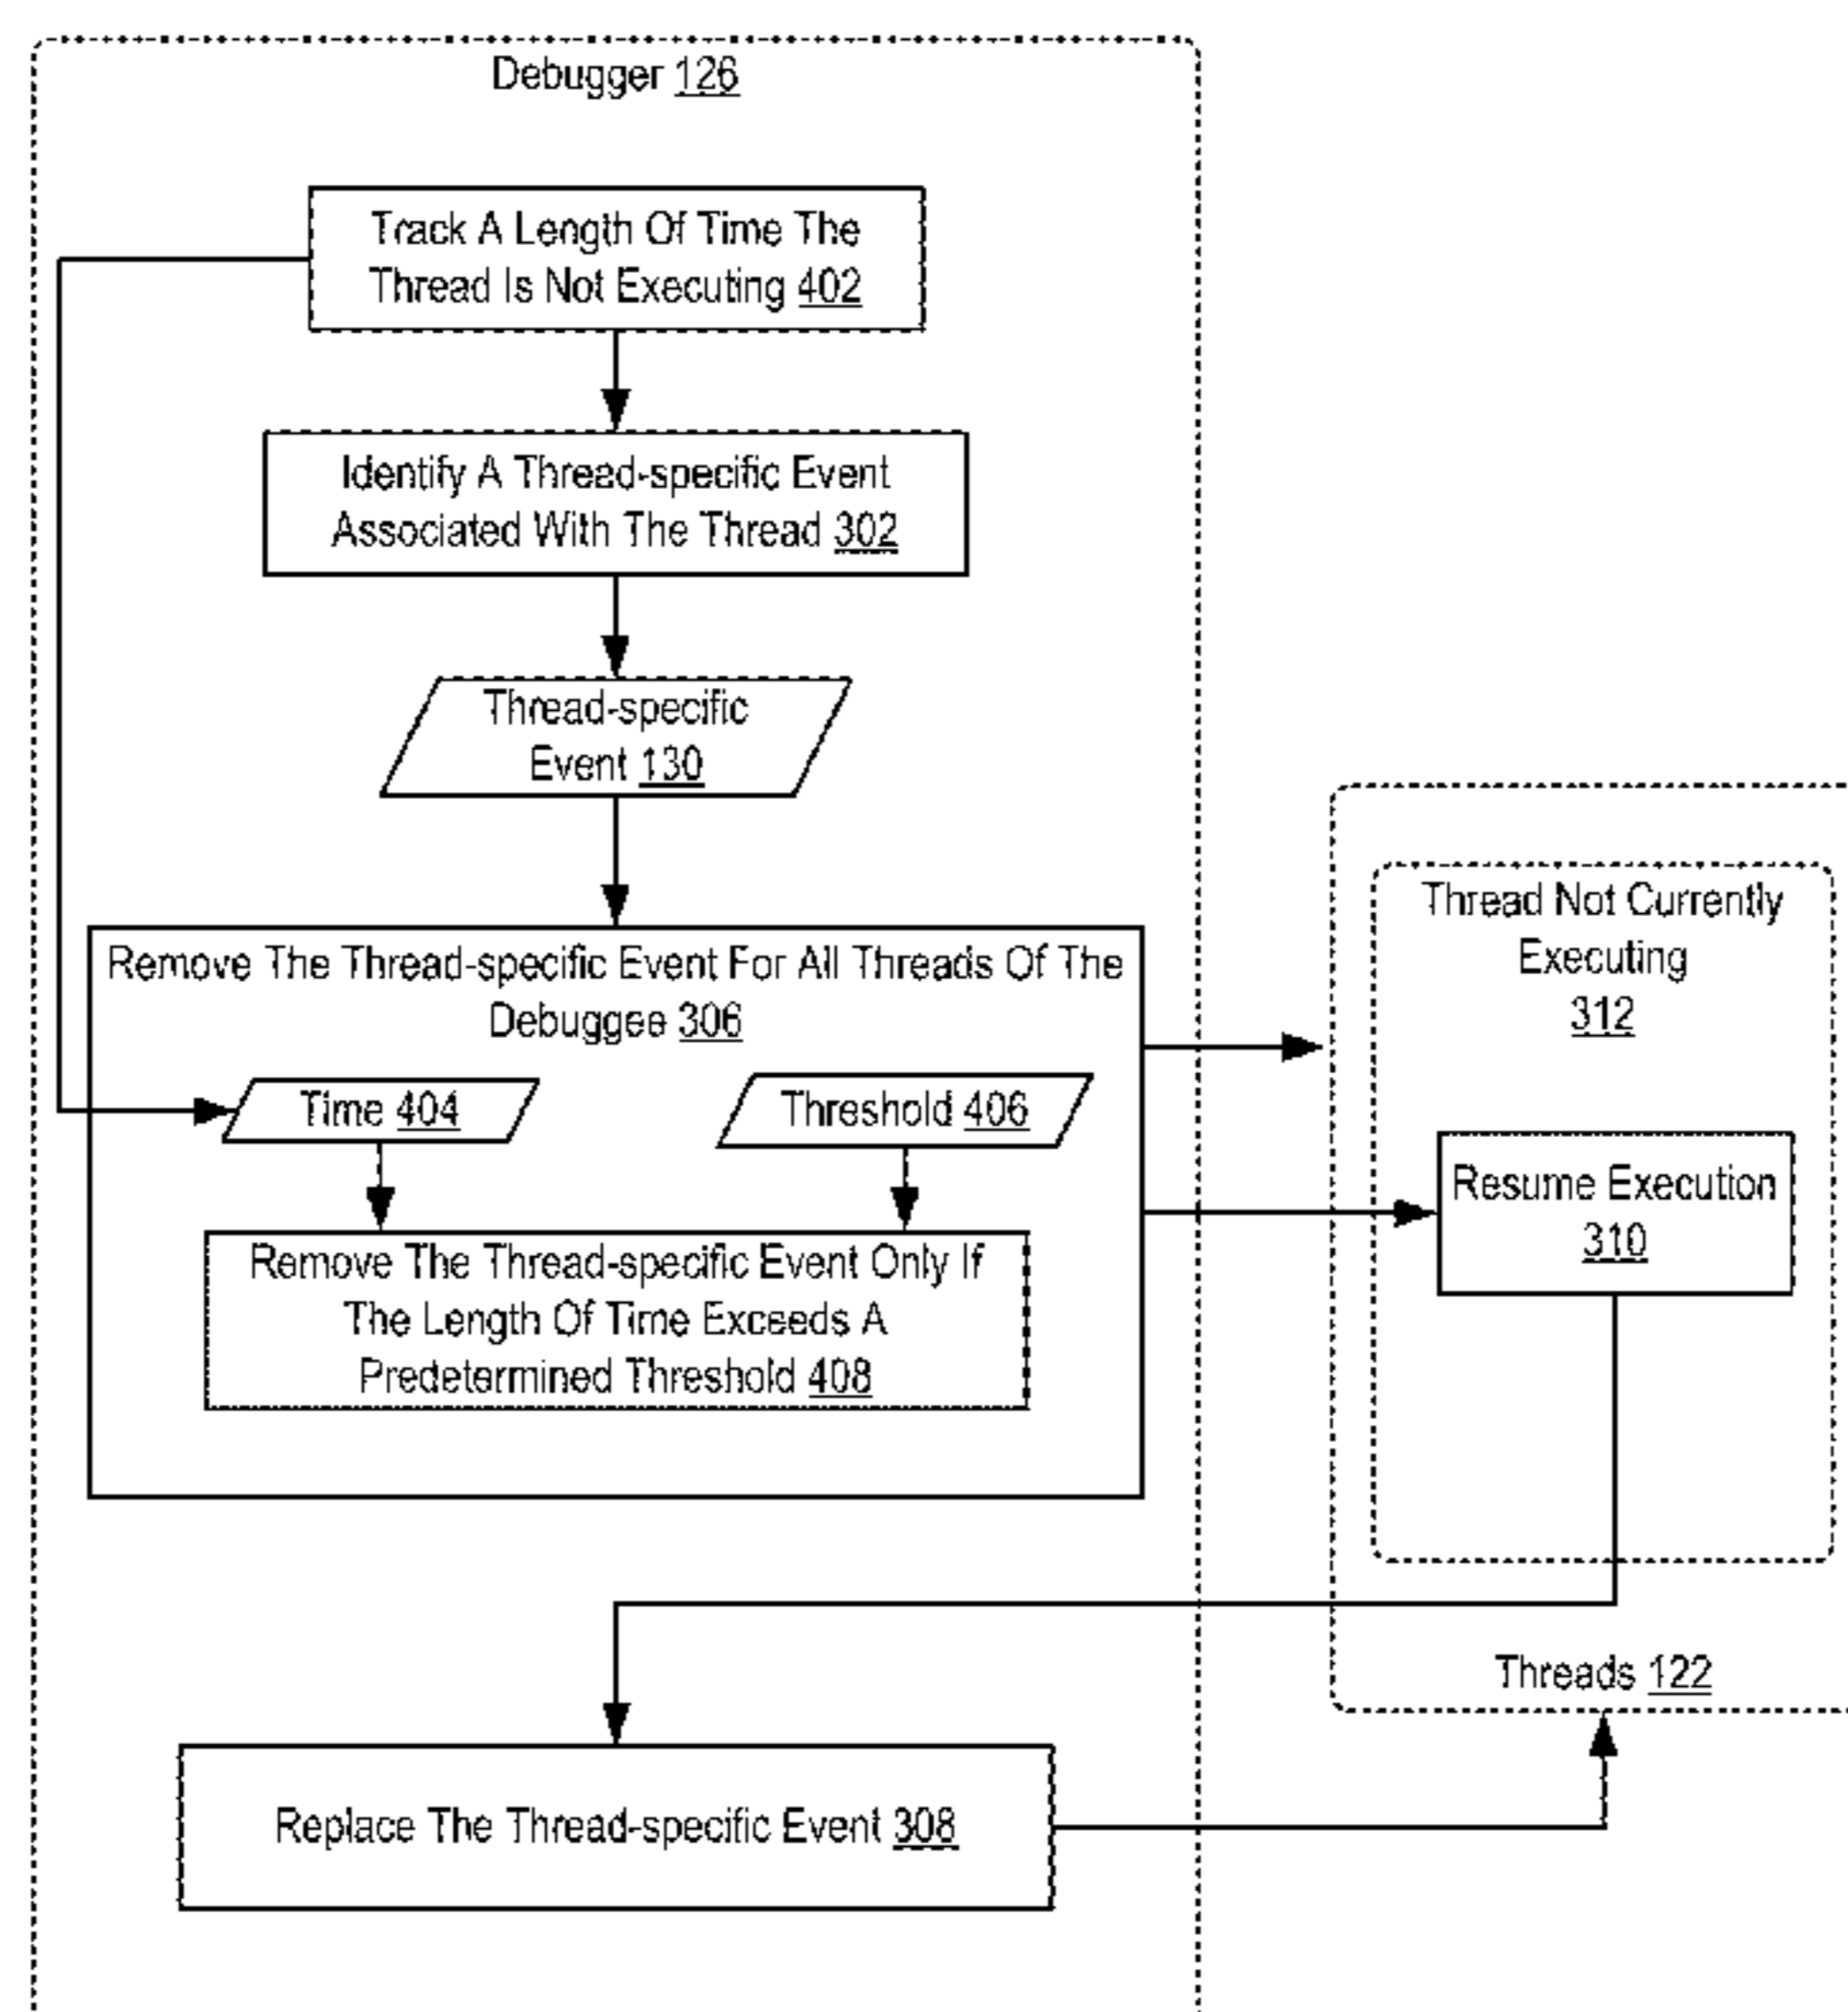 Debugger 126
Track A Length Of Time The
Thread Is Not Executing 402
Identify A Thread-specific Event
Associated With The Thread 302
Thread-specific
Event 130
Remove The Thread-specific Event For All Threads Of The
Debuggee 306
Time 404
Threshold 406
Remove The Thread-specific Event Only If
The Length Of Time Exceeds A
Predetermined Threshold 408
Thread Not Currently
Executing
312
Resume Execution
310
Threads 122
Replace The Thread-specific Event 308